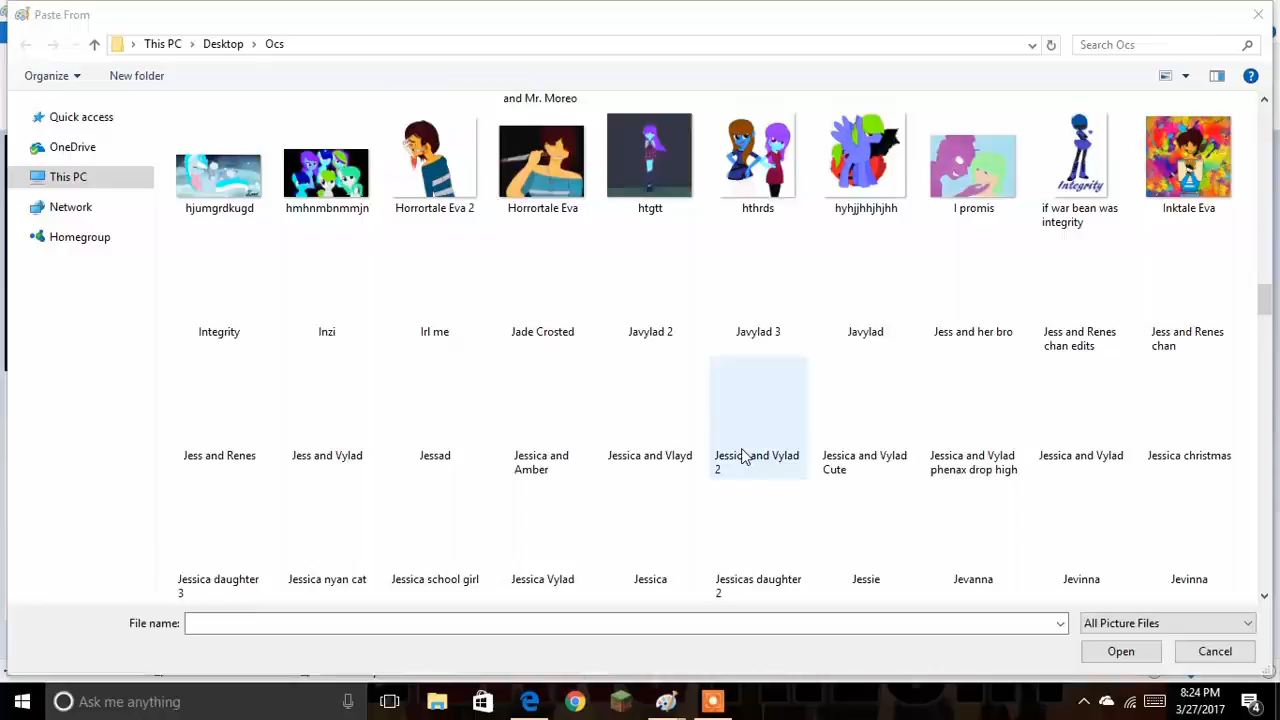 Paste From
This PC
Desktop
Ocs
Search Ocs
Organize
New folder
and Mr. Moreo
Quick access
OneDrive
This PC
Network
Homegroup
hjumgrdkugd
hmhnmbnmmjn
Horrortale Eva 2
Horrortale Eva
htgtt
hthrds
hyhjjhhjhjhh
I promis
Integrity
if war bean was
integrity
Inktale Eva
Integrity
Inzi
Irl me
Jade Crosted
Javylad 2
Javylad 3
Javylad
Jess and her bro
Jess and Renes
chan edits
Jess and Renes
chan
Jess and Renes
Jess and Vylad
Jessad
Jessica and
Amber
Jessica and Vlayd
Jessica and Vylad
2
Jessica and Vylad
Cute
Jessica and Vylad
phenax drop high
Jessica and Vylad
Jessica christmas
Jessica daughter
3
Jessica nyan cat
Jessica school girl
Jessica Vylad
Jessica
Jessicas daughter
2
Jessie
Jevanna
Jevinna
Jevinna
File name:
All Picture Files
Open
Cancel
Ask me anything
8:24 PM
3/27/2017
4